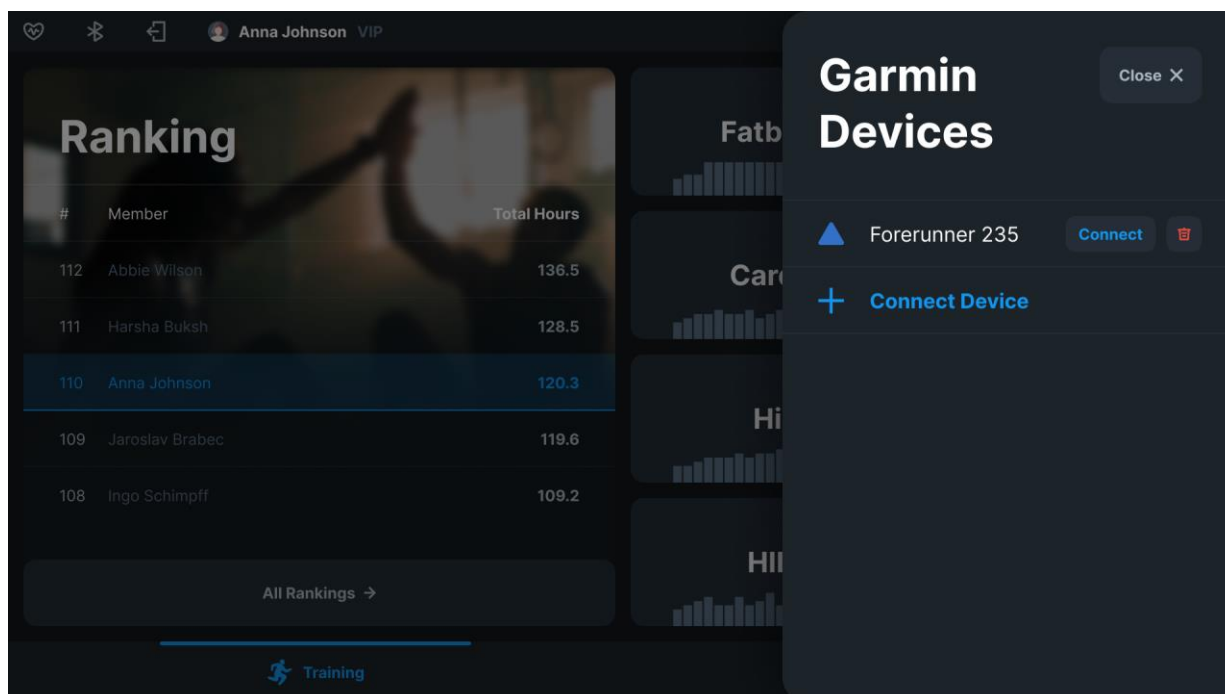 Anna Johnson VIP
Ranking
# Member Total Hours
112 Abbie Wilson 136.5
111 Harsha Buksh 128.5
110 Anna Johnson 120.3
109 Jaroslav Brabec 119.6
108 Ingo Schimpff 109.2
All Rankings →
Training
Fatb
Card
Hi
HII
Garmin
Devices
Close ×
Forerunner 235 Connect
+ Connect Device